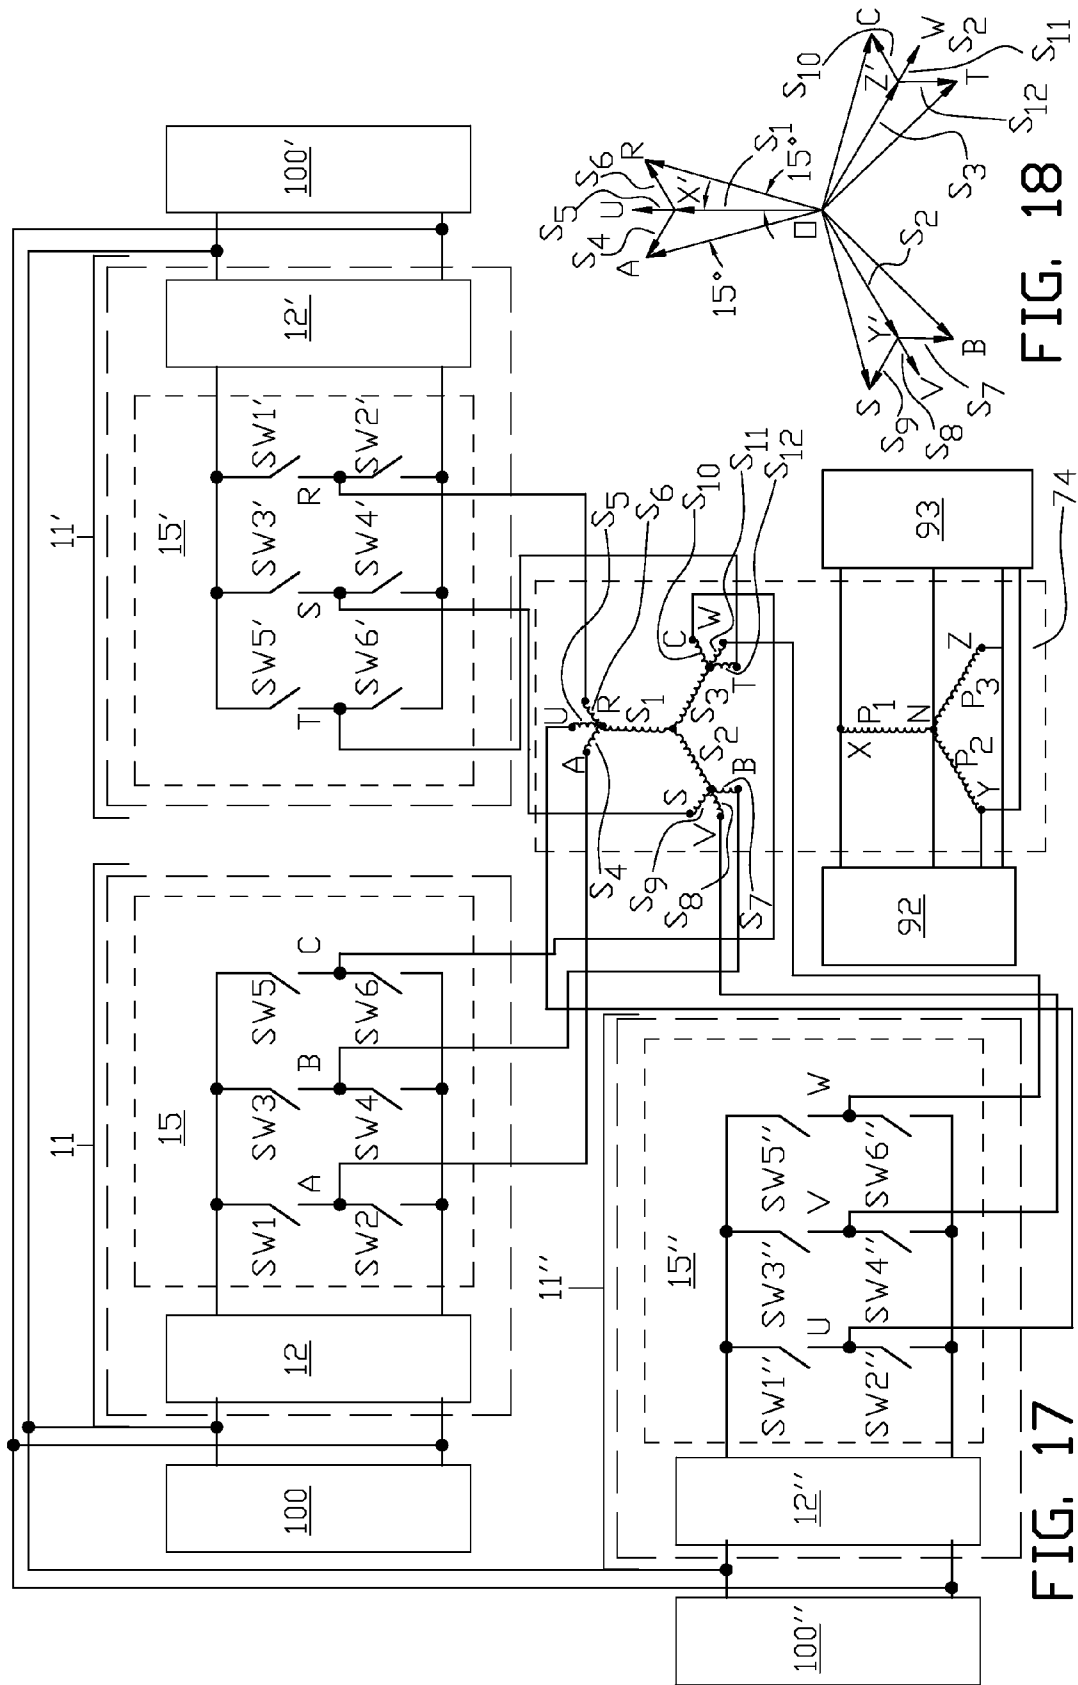 100'
12'
11'
15'
SW1'
SW2'
SW3'
SW4'
SW5'
SW6'
R
S
T
11
15
SW5
SW6
SW3
SW4
SW1
SW2
C
B
A
12
100
11''
15''
SW5''
SW6''
SW3''
SW4''
SW1''
SW2''
W
V
U
12''
100''
S5
S6
S10
S11
S12
U
R
A
S1
C
W
T
S3
S2
S
V
B
S4
S9
S8
S7
93
74
X
P1
N
P2
P3
Y
Z
92
FIG. 17
A
U
R
S4
S5
S6
X'
S1
15°
15°
O
C
S10
Z'
W
S2
S11
T
S12
S3
S2
Y'
S
S9
V
S8
B
S7
FIG. 18